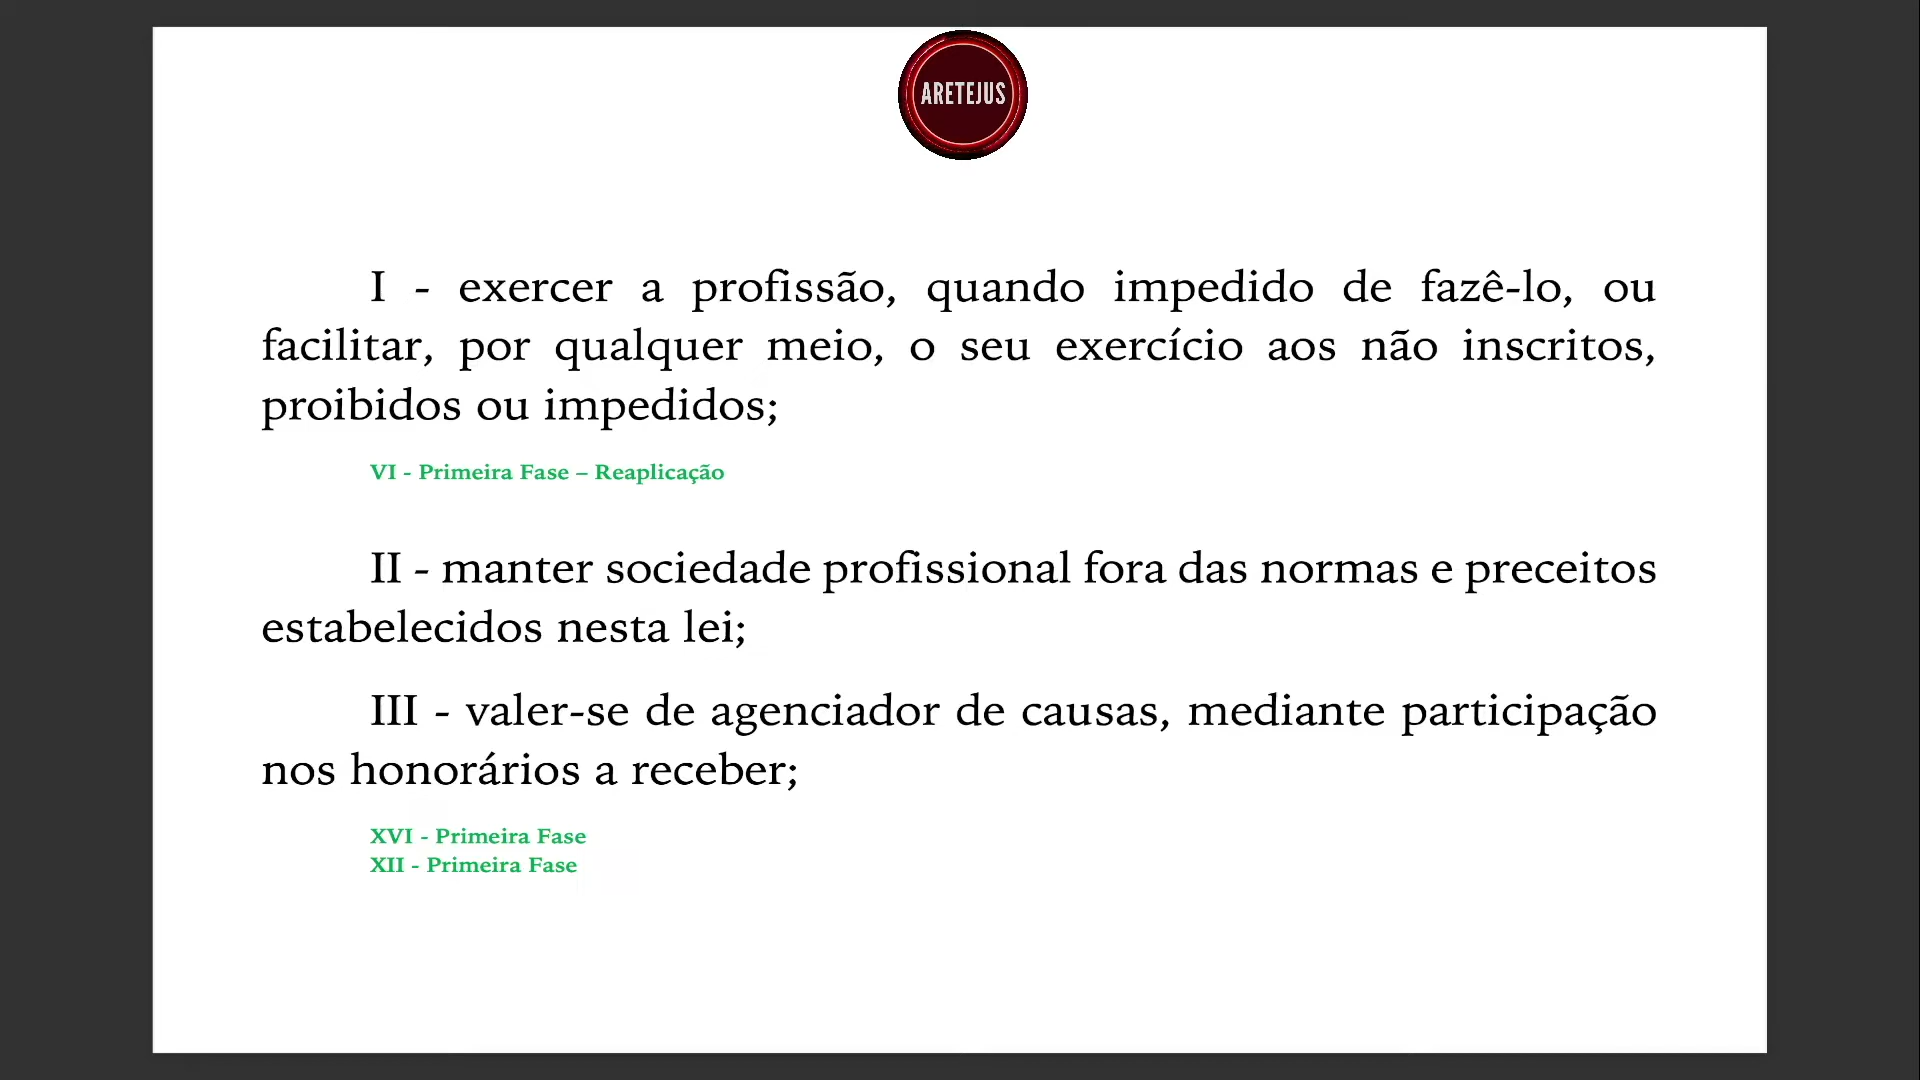 ARETEJUS
I - exercer a profissão, quando impedido de fazê-lo, ou
facilitar, por qualquer meio, o seu exercício aos não inscritos,
proibidos ou impedidos;
VI - Primeira Fase – Reaplicação
II - manter sociedade profissional fora das normas e preceitos
estabelecidos nesta lei;
III - valer-se de agenciador de causas, mediante participação
nos honorários a receber;
XVI - Primeira Fase
XII - Primeira Fase